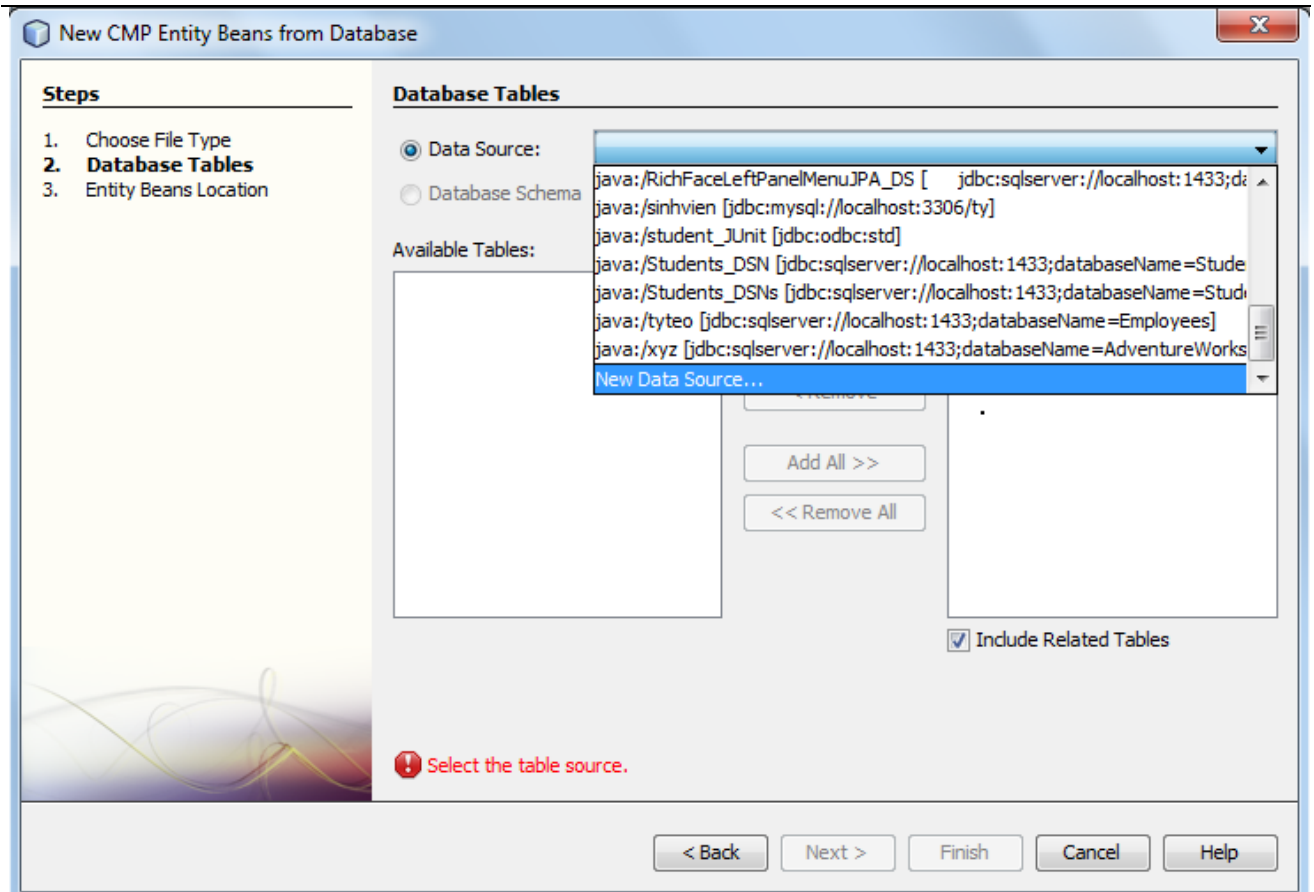 New CMP Entity Beans from Database
Steps
1. Choose File Type
2. Database Tables
3. Entity Beans Location
Database Tables
Data Source:
java:/RichFaceLeftPanelMenuJPA_DS [ jdbc:sqlserver://localhost:1433;da
java:/sinhvien [jdbc:mysql://localhost:3306/ty]
Database Schema
java:/student_JUnit [jdbc:odbc:std]
Available Tables:
java:/Students_DSN [jdbc:sqlserver://localhost:1433;databaseName=Stude
java:/Students_DSNs [jdbc:sqlserver://localhost:1433;databaseName=Stud
java:/tyteo [jdbc:sqlserver://localhost:1433;databaseName=Employees]
java:/xyz [jdbc:sqlserver://localhost:1433;databaseName=AdventureWorks
New Data Source...
Add All >>
<< Remove All
Include Related Tables
Select the table source.
< Back
Next >
Finish
Cancel
Help